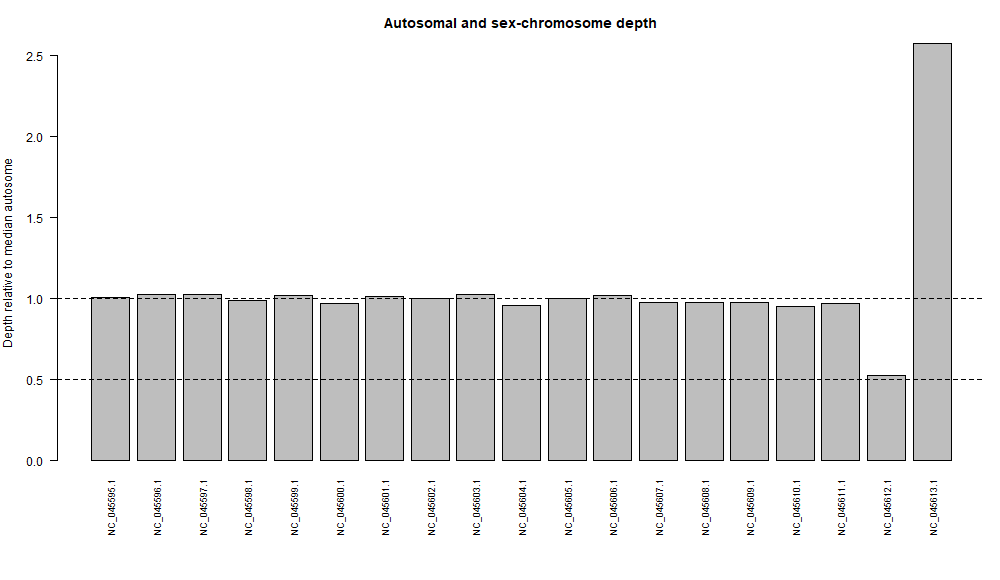 Autosomal and sex-chromosome depth
Depth relative to median autosome
2.5
2.0
1.5
1.0
0.5
0.0
NC_045595.1
NC_045596.1
NC_045597.1
NC_045598.1
NC_045599.1
NC_045600.1
NC_045601.1
NC_045602.1
NC_045603.1
NC_045604.1
NC_045605.1
NC_045606.1
NC_045607.1
NC_045608.1
NC_045609.1
NC_045610.1
NC_045611.1
NC_045612.1
NC_045613.1